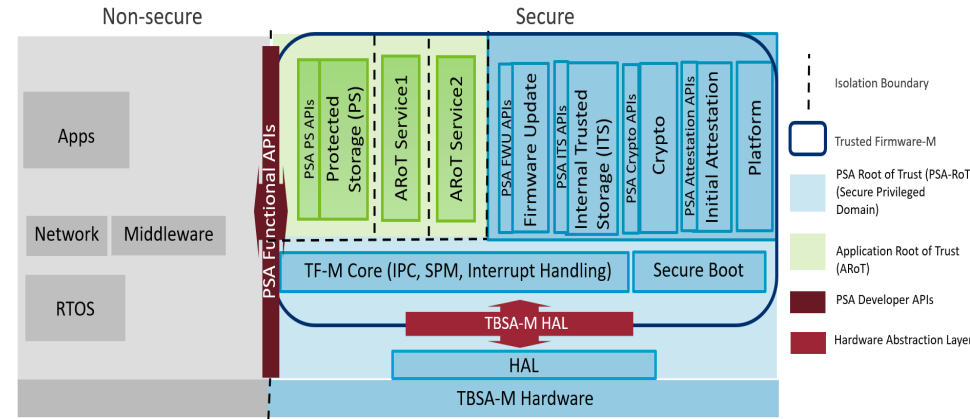 Non-secure
Secure
Apps
Network
Middleware
RTOS
PSA Functional APIs
PSA PS APIs
Protected
Storage (PS)
ARoT Service1
ARoT Service2
PSA FWU APIs
Firmware Update
PSA ITS APIs
Internal Trusted
Storage (ITS)
PSA Crypto APIs
Crypto
PSA Attestation APIs
Initial Attestation
Platform
TF-M Core (IPC, SPM, Interrupt Handling)
Secure Boot
TBSA-M HAL
HAL
TBSA-M Hardware
Isolation Boundary
Trusted Firmware-M
PSA Root of Trust (PSA-RoT
(Secure Privileged
Domain)
Application Root of Trust
(ARoT)
PSA Developer APIs
Hardware Abstraction Layer